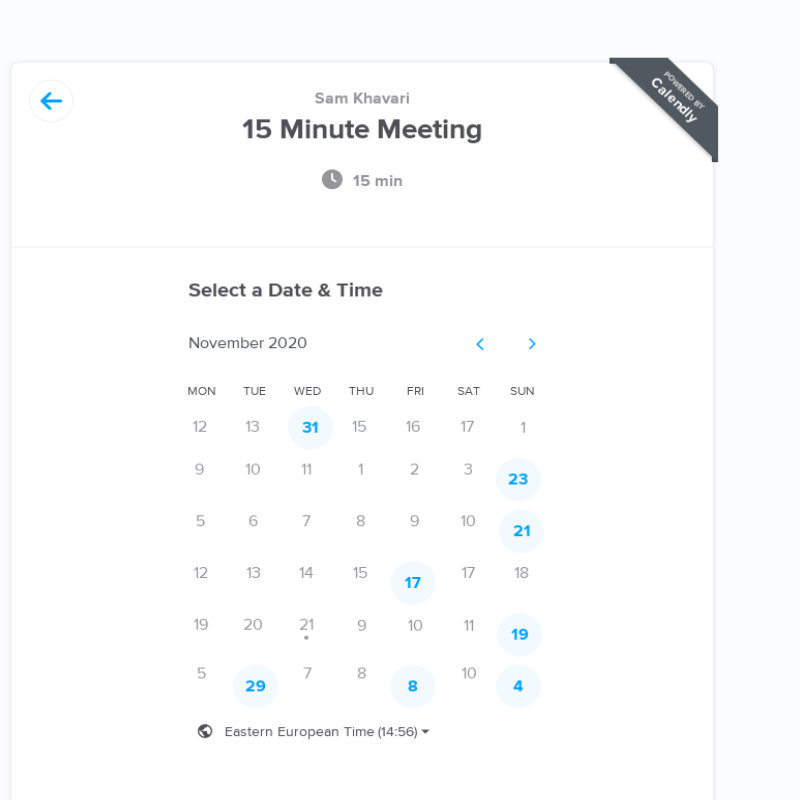 POWERED BY
Calendly
Sam Khavari
15 Minute Meeting
15 min
Select a Date & Time
November 2020
MON TUE WED THU FRI SAT SUN
12 13 31 15 16 17 1
9 10 11 1 2 3 23
5 6 7 8 9 10 21
12 13 14 15 17 17 18
19 20 21 9 10 11 19
5 29 7 8 8 10 4
Eastern European Time (14:56)